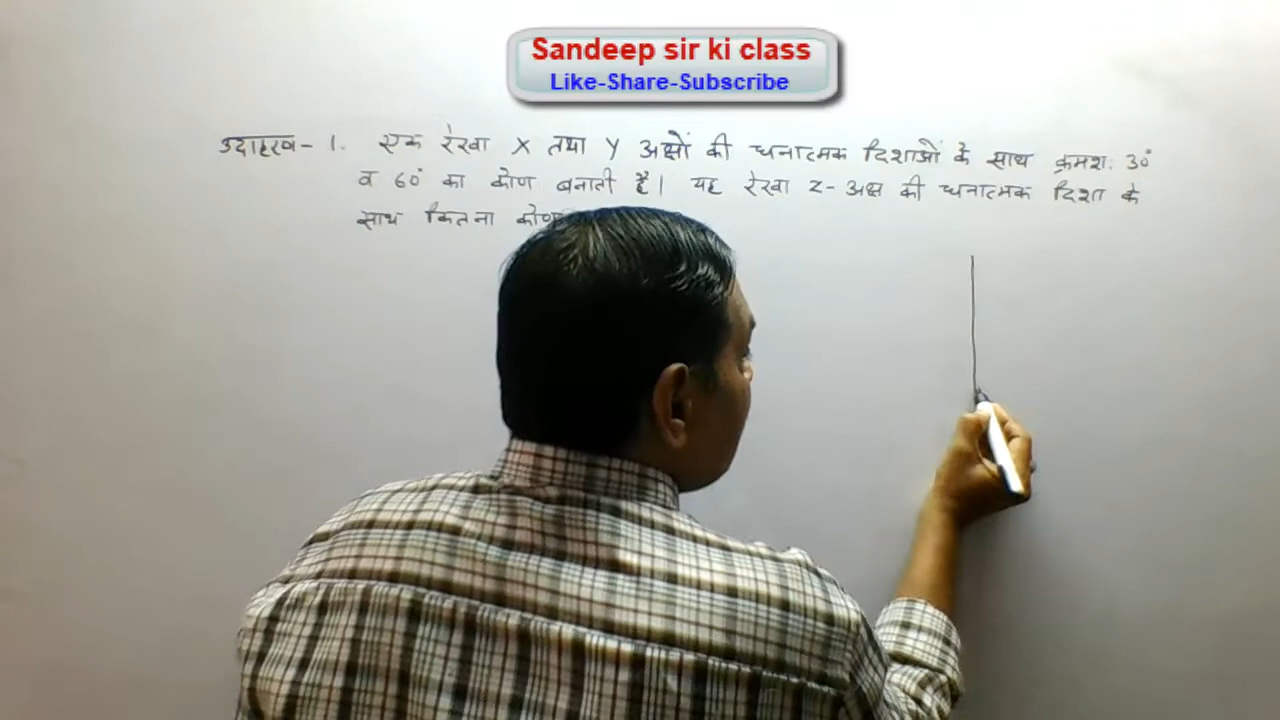 Sandeep sir ki class
Like-Share-Subscribe
उदाहरण- 1. एक रेखा X तथा Y अक्षों की धनात्मक दिशाओं के साथ क्रमशः 30°
व 60° का कोण बनाती है। यह रेखा Z-अक्ष की धनात्मक दिशा के
साथ कितना कोण